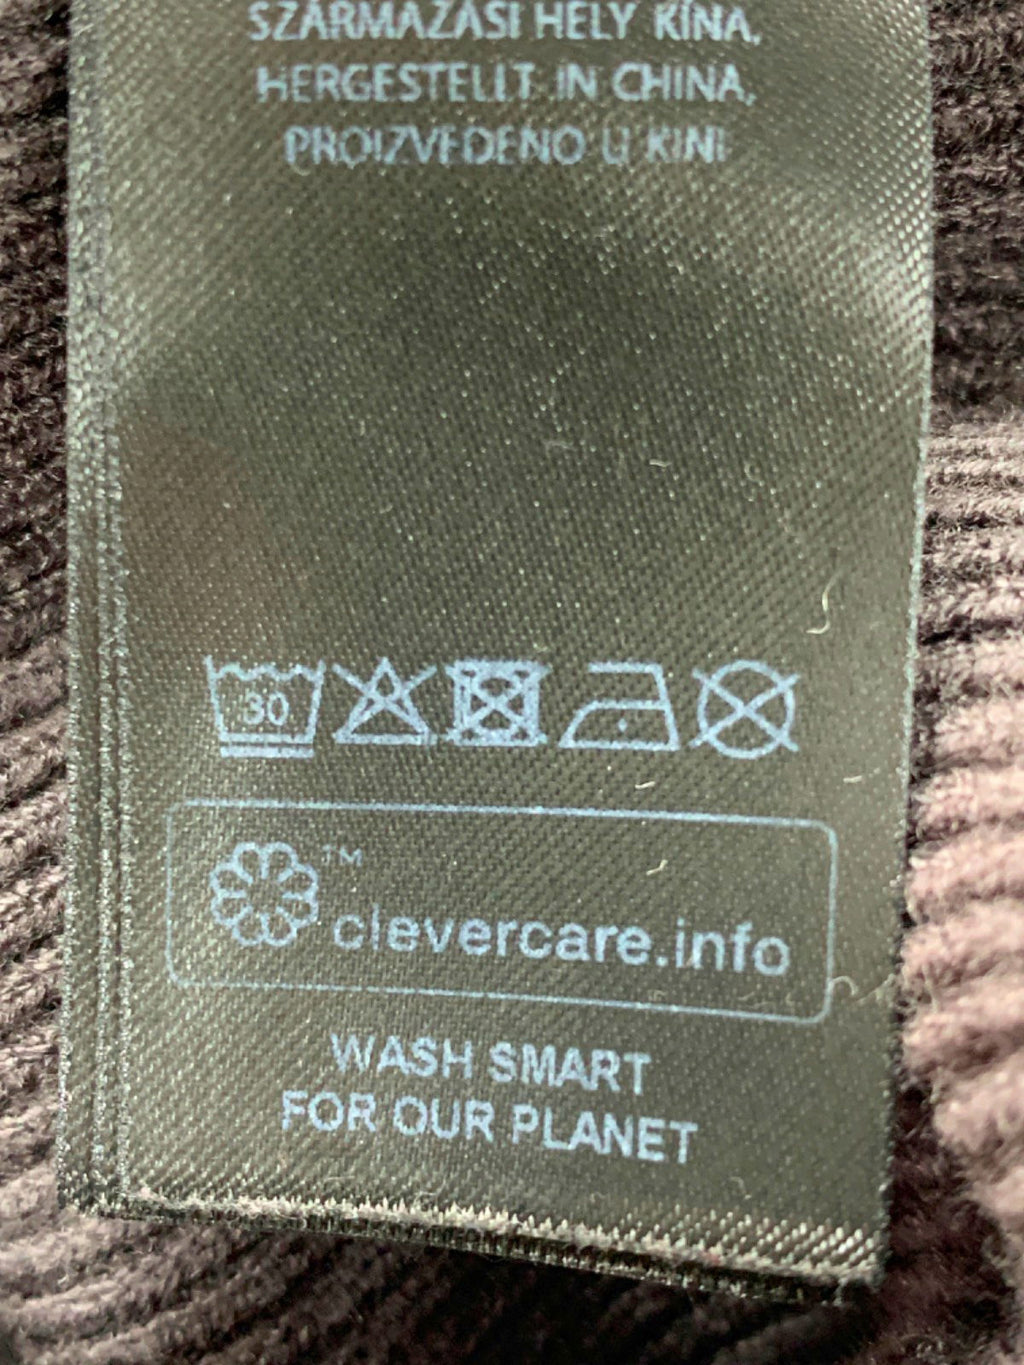 SZÁRMAZÁSI HELY KÍNA,
HERGESTELLT IN CHINA,
PROIZVEDENO U KINI
30
™
clevercare.info
WASH SMART
FOR OUR PLANET